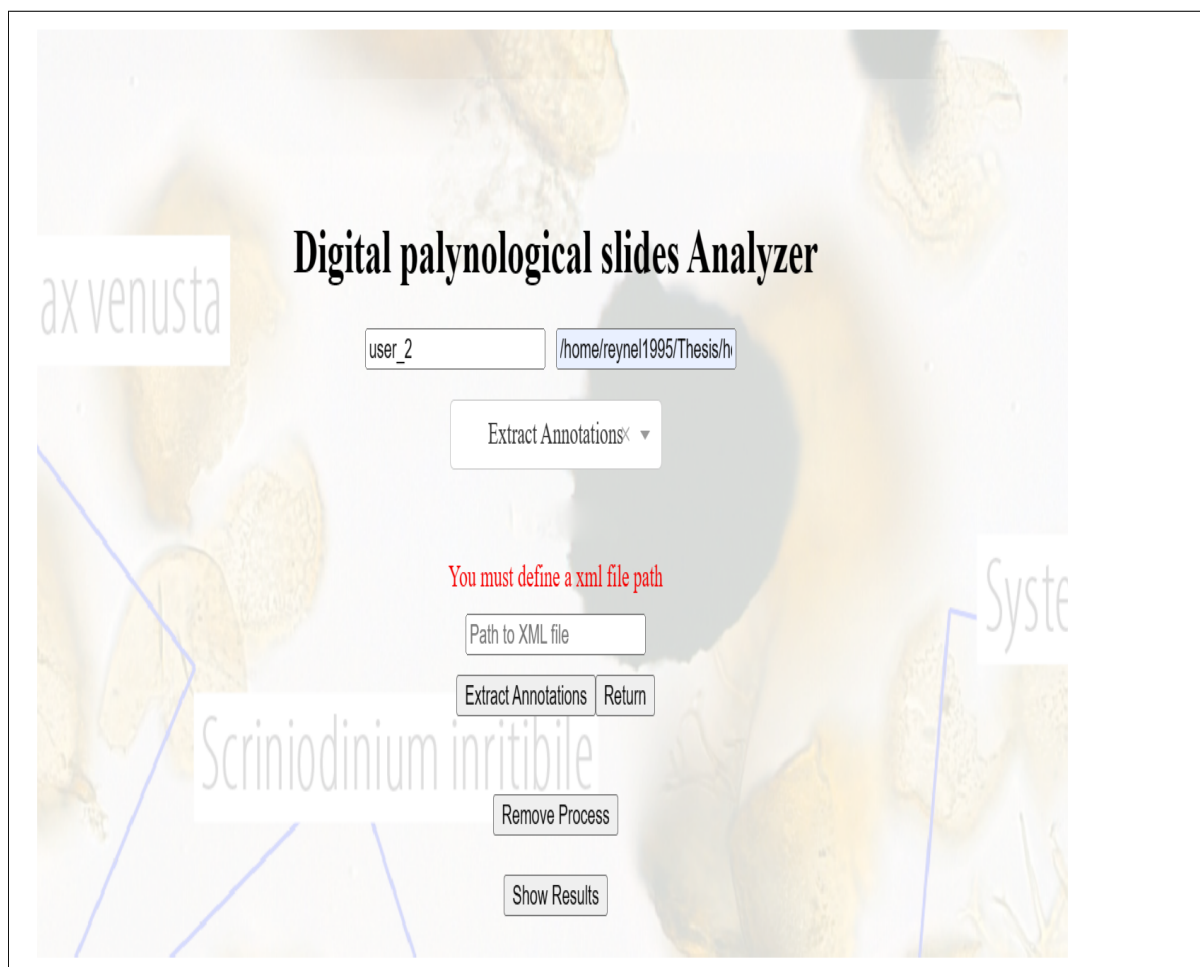 Digital palynological slides Analyzer
ax venusta
user_2 /home/reynel1995/Thesis/h
Extract Annotations× ▼
You must define a xml file path
Syste
Path to XML file
Extract Annotations Return
Scriniodinium inritibile
Remove Process
Show Results